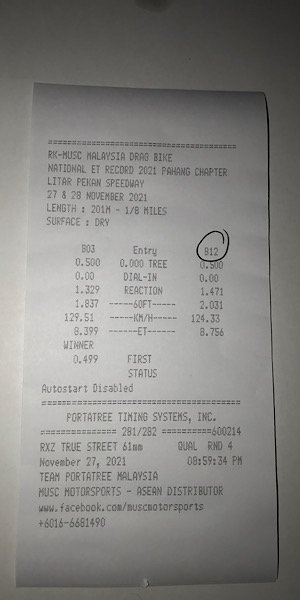 ========================================
RK-MUSC MALAYSIA DRAG BIKE
NATIONAL ET RECORD 2021 PAHANG CHAPTER
LITAR PEKAN SPEEDWAY
27 & 28 NOVEMBER 2021
LENGTH : 201M - 1/8 MILES
SURFACE : DRY
B03 Entry B12
0.500 0.000 TREE 0.500
0.00 DIAL-IN 0.00
1.329 REACTION 1.471
1.837 -----60FT----- 2.031
129.51 -----KM/H----- 124.33
8.399 ------ET------ 8.756
WINNER
0.499 FIRST
STATUS
Autostart Disabled
========================================
PORTATREE TIMING SYSTEMS, INC.
=============== 281/282 ==========600214
RXZ TRUE STREET 61mm QUAL RND 4
November 27, 2021 08:59:34 PM
TEAM PORTATREE MALAYSIA
MUSC MOTORSPORTS - ASEAN DISTRIBUTOR
www.facebook.com/muscmotorsports
+6016-6681490